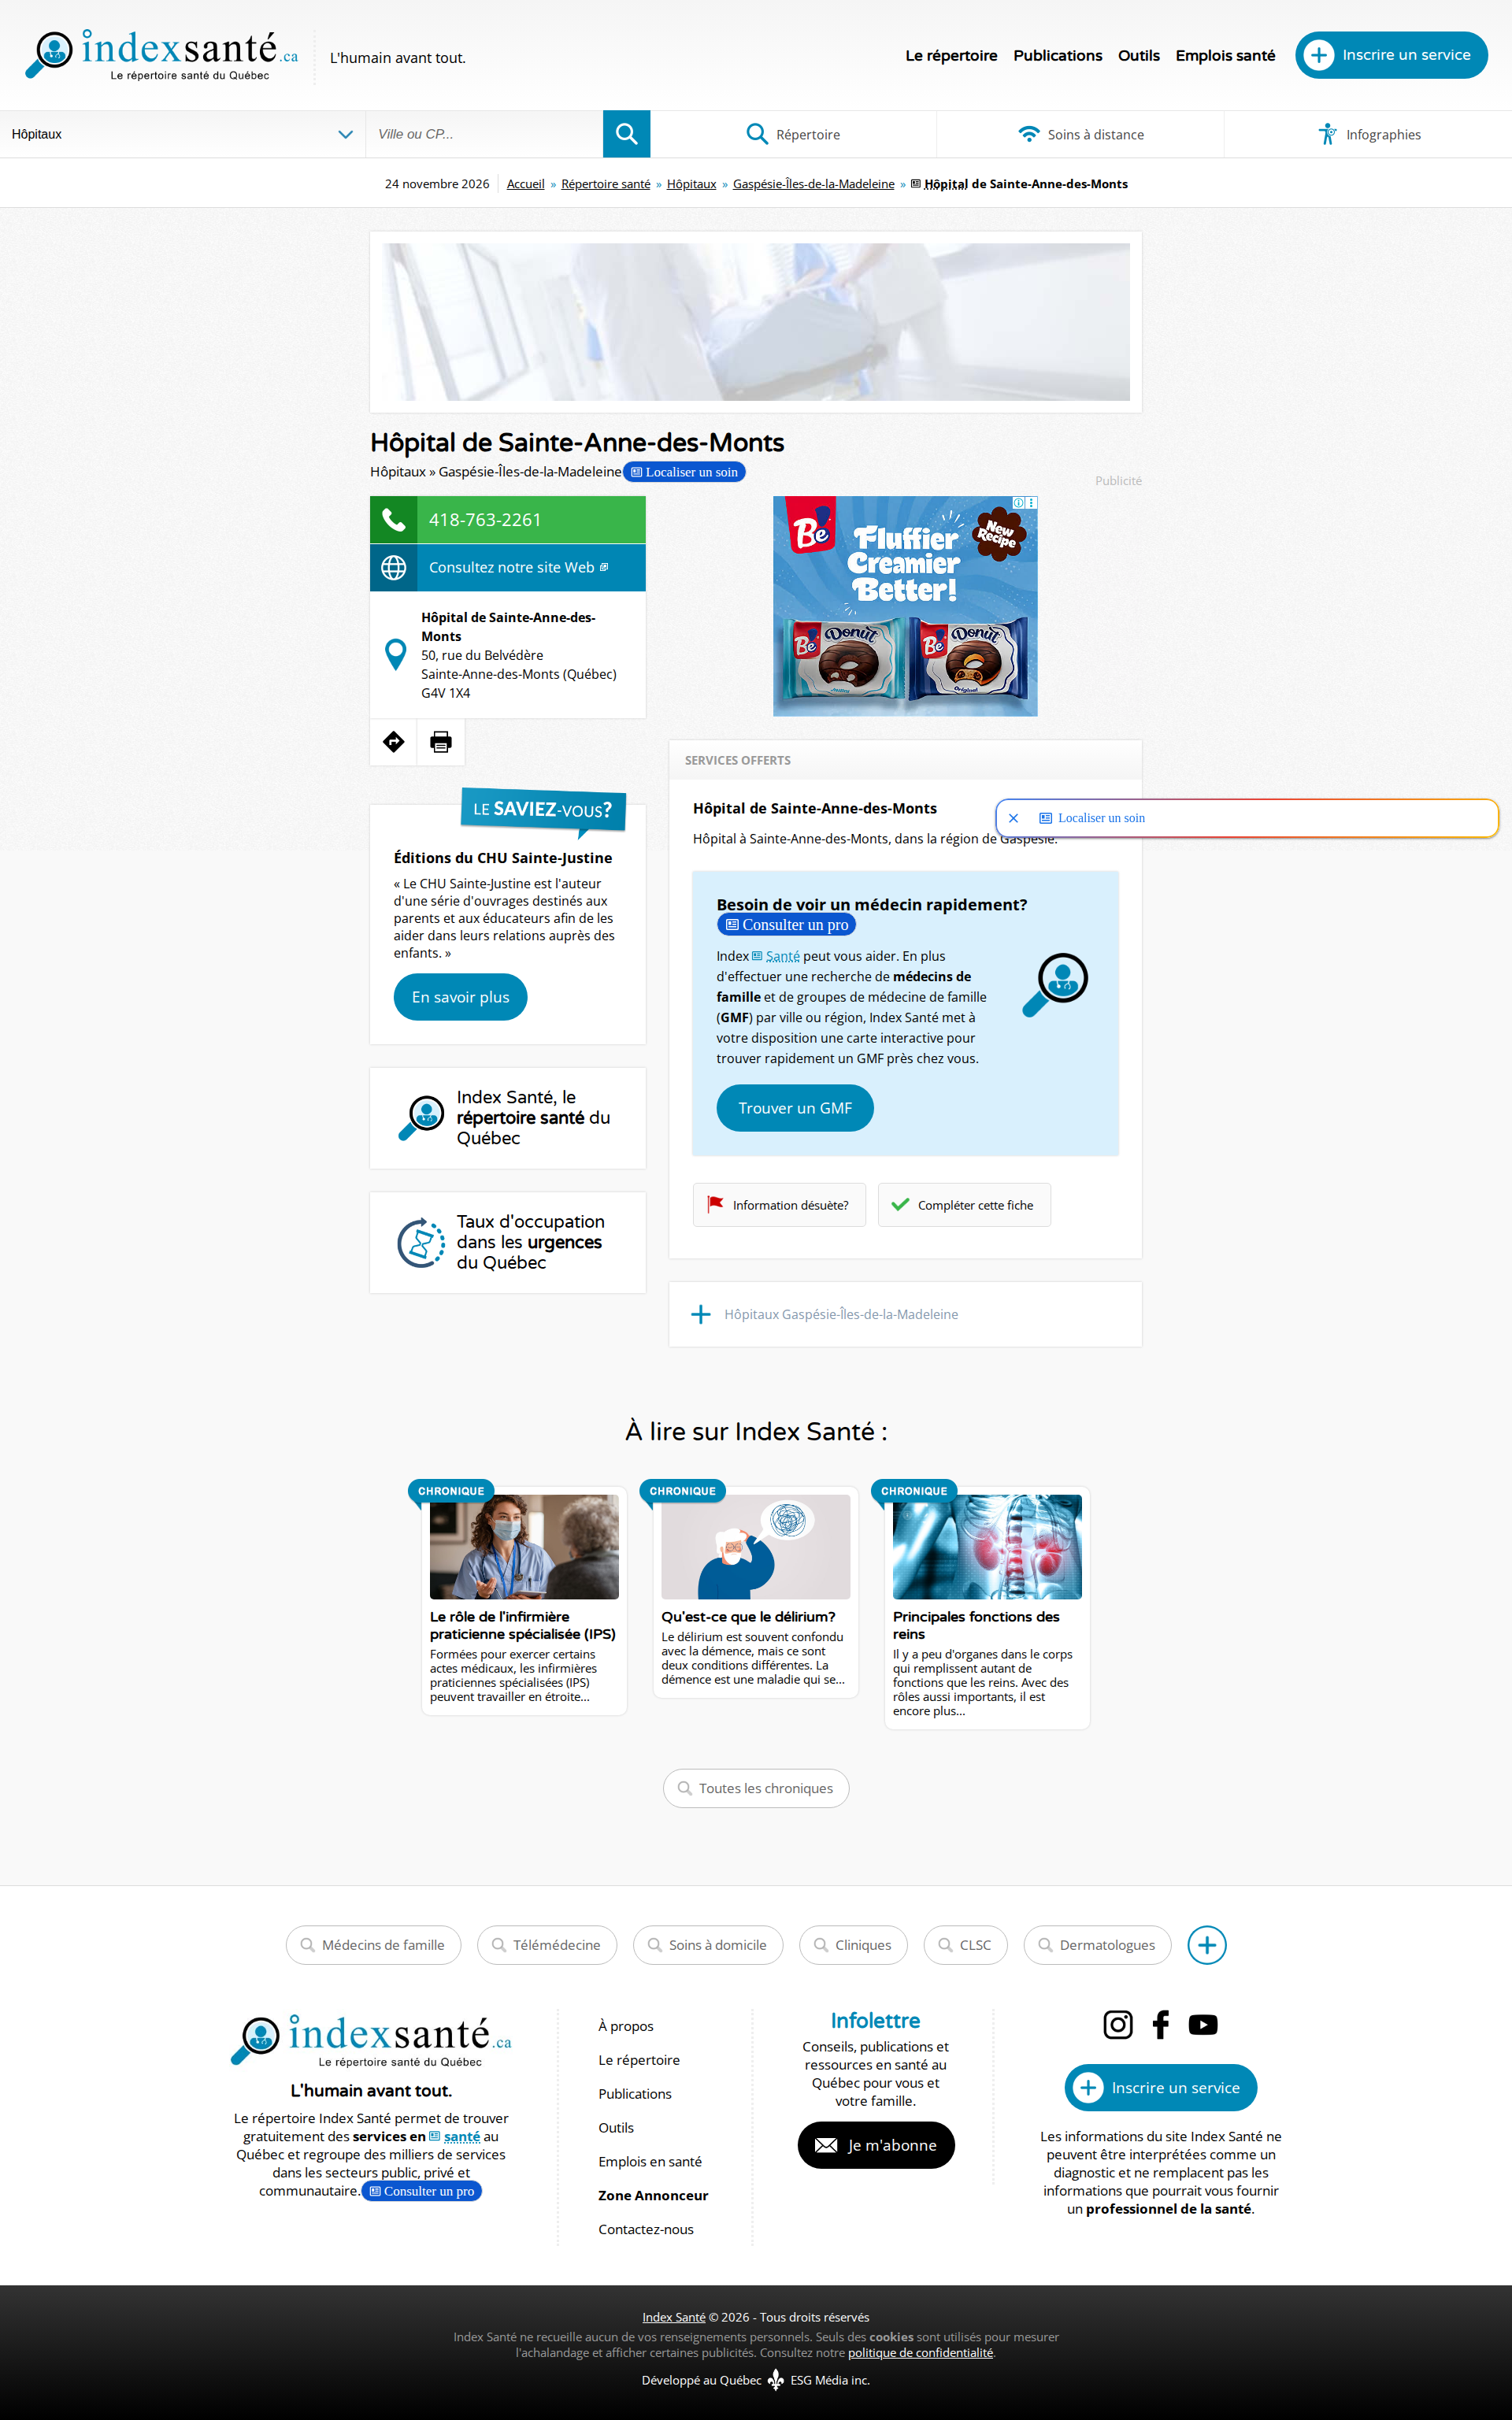 indexsanté.ca
Le répertoire santé du Québec
L'humain avant tout.
Le répertoire
Publications
Outils
Emplois santé
Inscrire un service
Hôpitaux
Ville ou CP...
Répertoire
Soins à distance
Infographies
24 novembre 2026
Accueil » Répertoire santé » Hôpitaux » Gaspésie-Îles-de-la-Madeleine » Hôpital de Sainte-Anne-des-Monts
Hôpital de Sainte-Anne-des-Monts
Hôpitaux » Gaspésie-Îles-de-la-Madeleine Localiser un soin
Publicité
418-763-2261
Consultez notre site Web
Hôpital de Sainte-Anne-des-
Monts
50, rue du Belvédère
Sainte-Anne-des-Monts (Québec)
G4V 1X4
Be!
Fluffier
Creamier
Better!
New
Recipe
Be!
Donut
Be!
Donut
Original
LE SAVIEZ-VOUS?
Éditions du CHU Sainte-Justine
« Le CHU Sainte-Justine est l'auteur
d'une série d'ouvrages destinés aux
parents et aux éducateurs afin de les
aider dans leurs relations auprès des
enfants. »
En savoir plus
Index Santé, le
répertoire santé du
Québec
Taux d'occupation
dans les urgences
du Québec
SERVICES OFFERTS
Hôpital de Sainte-Anne-des-Monts
Hôpital à Sainte-Anne-des-Monts, dans la région de Gaspésie.
Localiser un soin
Besoin de voir un médecin rapidement?
Consulter un pro
Index Santé peut vous aider. En plus
d'effectuer une recherche de médecins de
famille et de groupes de médecine de famille
(GMF) par ville ou région, Index Santé met à
votre disposition une carte interactive pour
trouver rapidement un GMF près chez vous.
Trouver un GMF
Information désuète?
Compléter cette fiche
Hôpitaux Gaspésie-Îles-de-la-Madeleine
À lire sur Index Santé :
CHRONIQUE
Le rôle de l'infirmière
praticienne spécialisée (IPS)
Formées pour exercer certains
actes médicaux, les infirmières
praticiennes spécialisées (IPS)
peuvent travailler en étroite...
CHRONIQUE
Qu'est-ce que le délirium?
Le délirium est souvent confondu
avec la démence, mais ce sont
deux conditions différentes. La
démence est une maladie qui se...
CHRONIQUE
Principales fonctions des
reins
Il y a peu d'organes dans le corps
qui remplissent autant de
fonctions que les reins. Avec des
rôles aussi importants, il est
encore plus...
Toutes les chroniques
Médecins de famille
Télémédecine
Soins à domicile
Cliniques
CLSC
Dermatologues
indexsanté.ca
Le répertoire santé du Québec
L'humain avant tout.
Le répertoire Index Santé permet de trouver
gratuitement des services en santé au
Québec et regroupe des milliers de services
dans les secteurs public, privé et
communautaire. Consulter un pro
À propos
Le répertoire
Publications
Outils
Emplois en santé
Zone Annonceur
Contactez-nous
Infolettre
Conseils, publications et
ressources en santé au
Québec pour vous et
votre famille.
Je m'abonne
Inscrire un service
Les informations du site Index Santé ne
peuvent être interprétées comme un
diagnostic et ne remplacent pas les
informations que pourrait vous fournir
un professionnel de la santé.
Index Santé © 2026 - Tous droits réservés
Index Santé ne recueille aucun de vos renseignements personnels. Seuls des cookies sont utilisés pour mesurer
l'achalandage et afficher certaines publicités. Consultez notre politique de confidentialité.
Développé au Québec ESG Média inc.